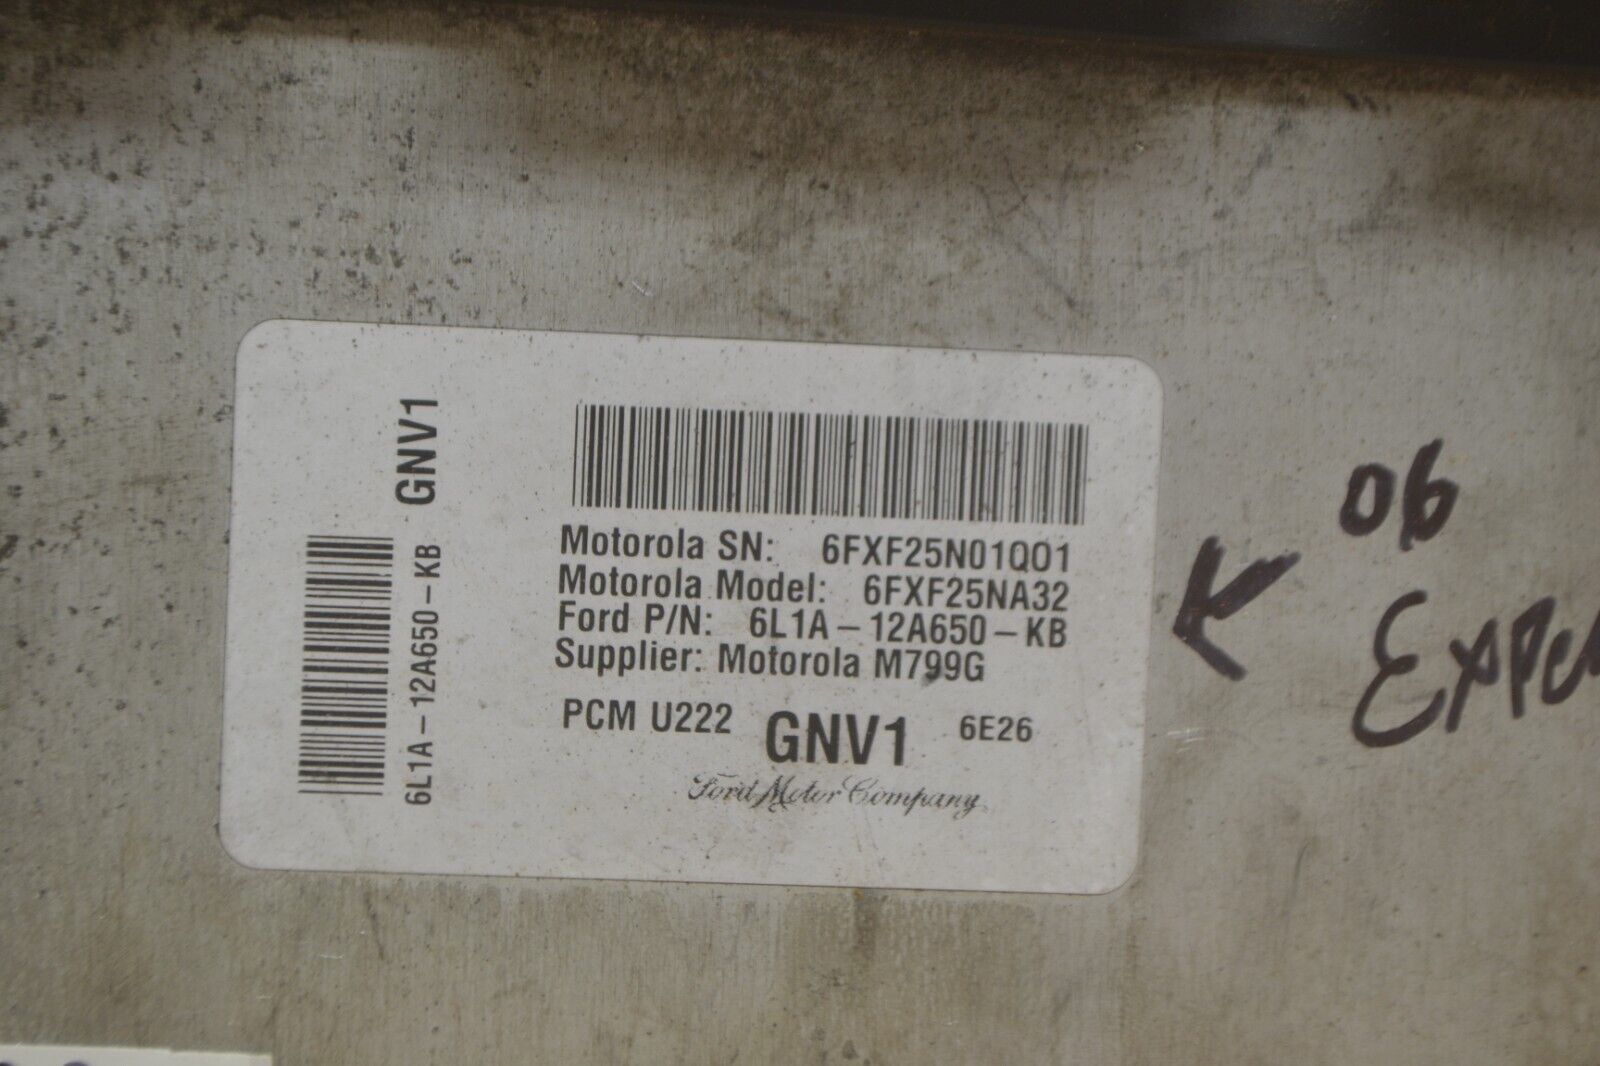 GNV1
6L1A-12A650-KB
Motorola SN: 6FXF25N01QO1
Motorola Model: 6FXF25NA32
Ford P/N: 6L1A-12A650-KB
Supplier: Motorola M799G
PCM U222 GNV1 6E26
Ford Motor Company
K 06